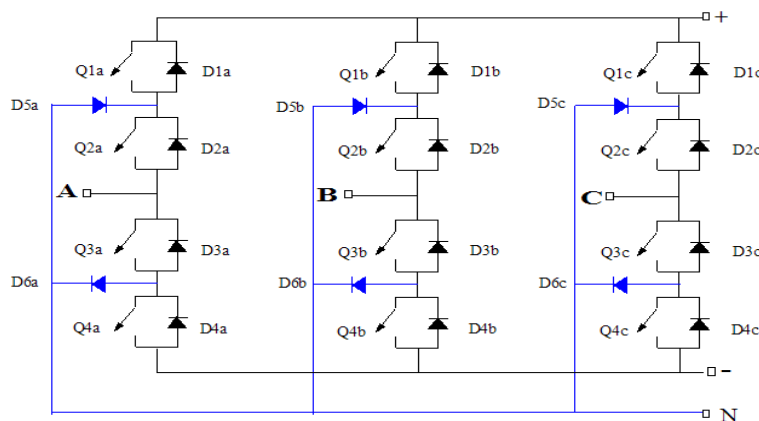 +
Q1a D1a Q1b D1b Q1c D1c
D5a D5b D5c
Q2a D2a Q2b D2b Q2c D2c
A B C
Q3a D3a Q3b D3b Q3c D3c
D6a D6b D6c
Q4a D4a Q4b D4b Q4c D4c
-
N